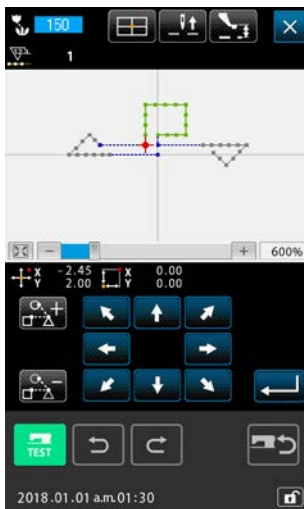 150
1
− + 600%
X -2.45 X 0.00
Y 2.00 Y 0.00
+
−
TEST
2018.01.01 a.m.01:30